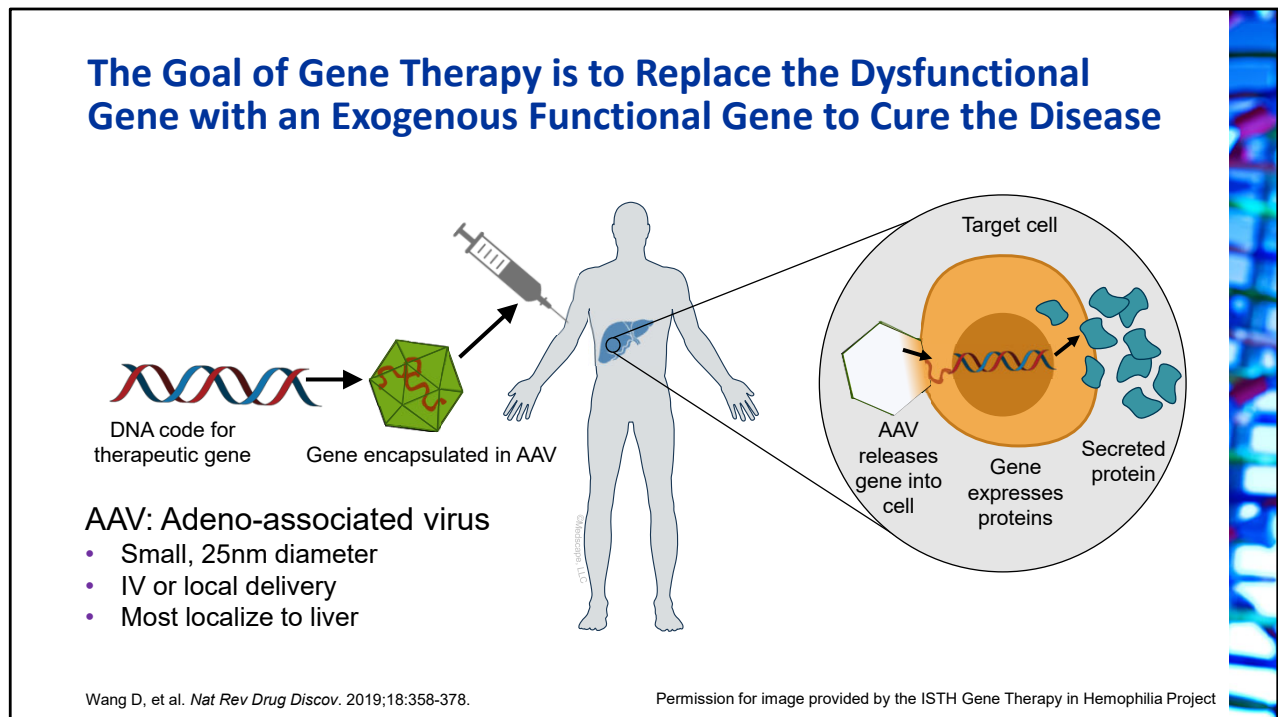 The Goal of Gene Therapy is to Replace the Dysfunctional
Gene with an Exogenous Functional Gene to Cure the Disease
DNA code for
therapeutic gene
Gene encapsulated in AAV
Target cell
AAV
releases
gene into
cell
Gene
expresses
proteins
Secreted
protein
AAV: Adeno-associated virus
• Small, 25nm diameter
• IV or local delivery
• Most localize to liver
©Medscape, LLC
Wang D, et al. Nat Rev Drug Discov. 2019;18:358-378.
Permission for image provided by the ISTH Gene Therapy in Hemophilia Project